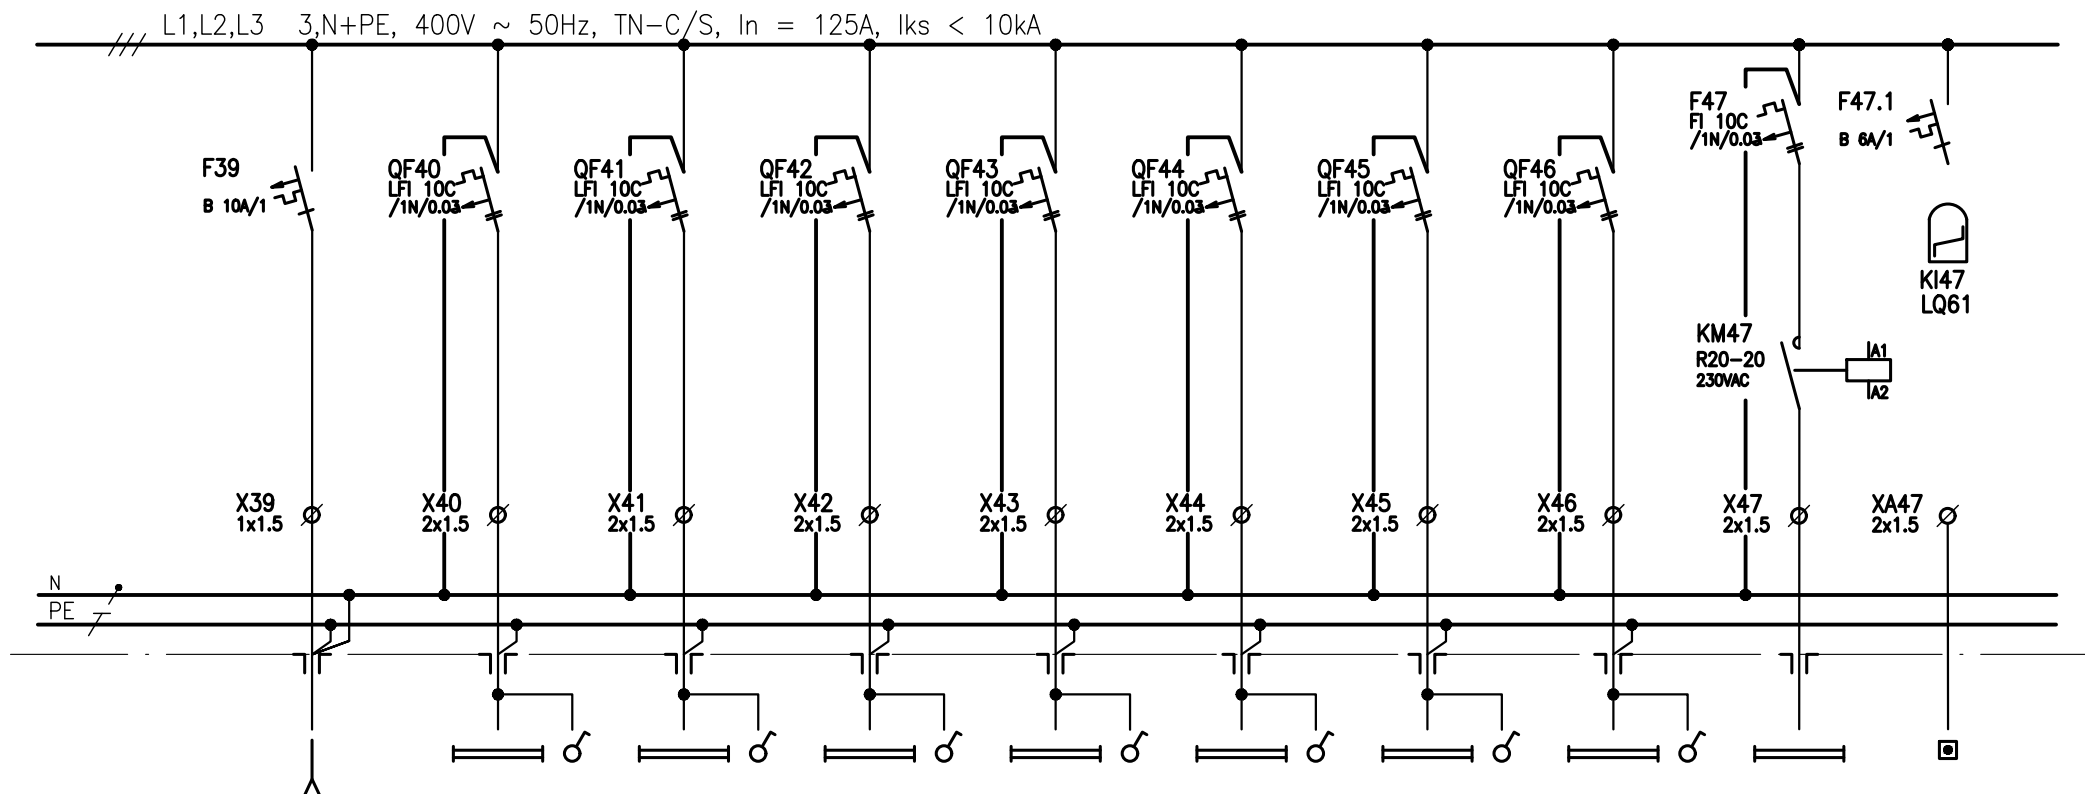 L1,L2,L3 3,N+PE, 400V ~ 50Hz, TN-C/S, In = 125A, Iks < 10kA
F39
B 10A/1
QF40
LFI 10C
/1N/0.03
QF41
LFI 10C
/1N/0.03
QF42
LFI 10C
/1N/0.03
QF43
LFI 10C
/1N/0.03
QF44
LFI 10C
/1N/0.03
QF45
LFI 10C
/1N/0.03
QF46
LFI 10C
/1N/0.03
F47
FI 10C
/1N/0.03
F47.1
B 6A/1
KI47
LQ61
KM47
R20-20
230VAC
A1
A2
X39
1x1.5
X40
2x1.5
X41
2x1.5
X42
2x1.5
X43
2x1.5
X44
2x1.5
X45
2x1.5
X46
2x1.5
X47
2x1.5
XA47
2x1.5
N
PE